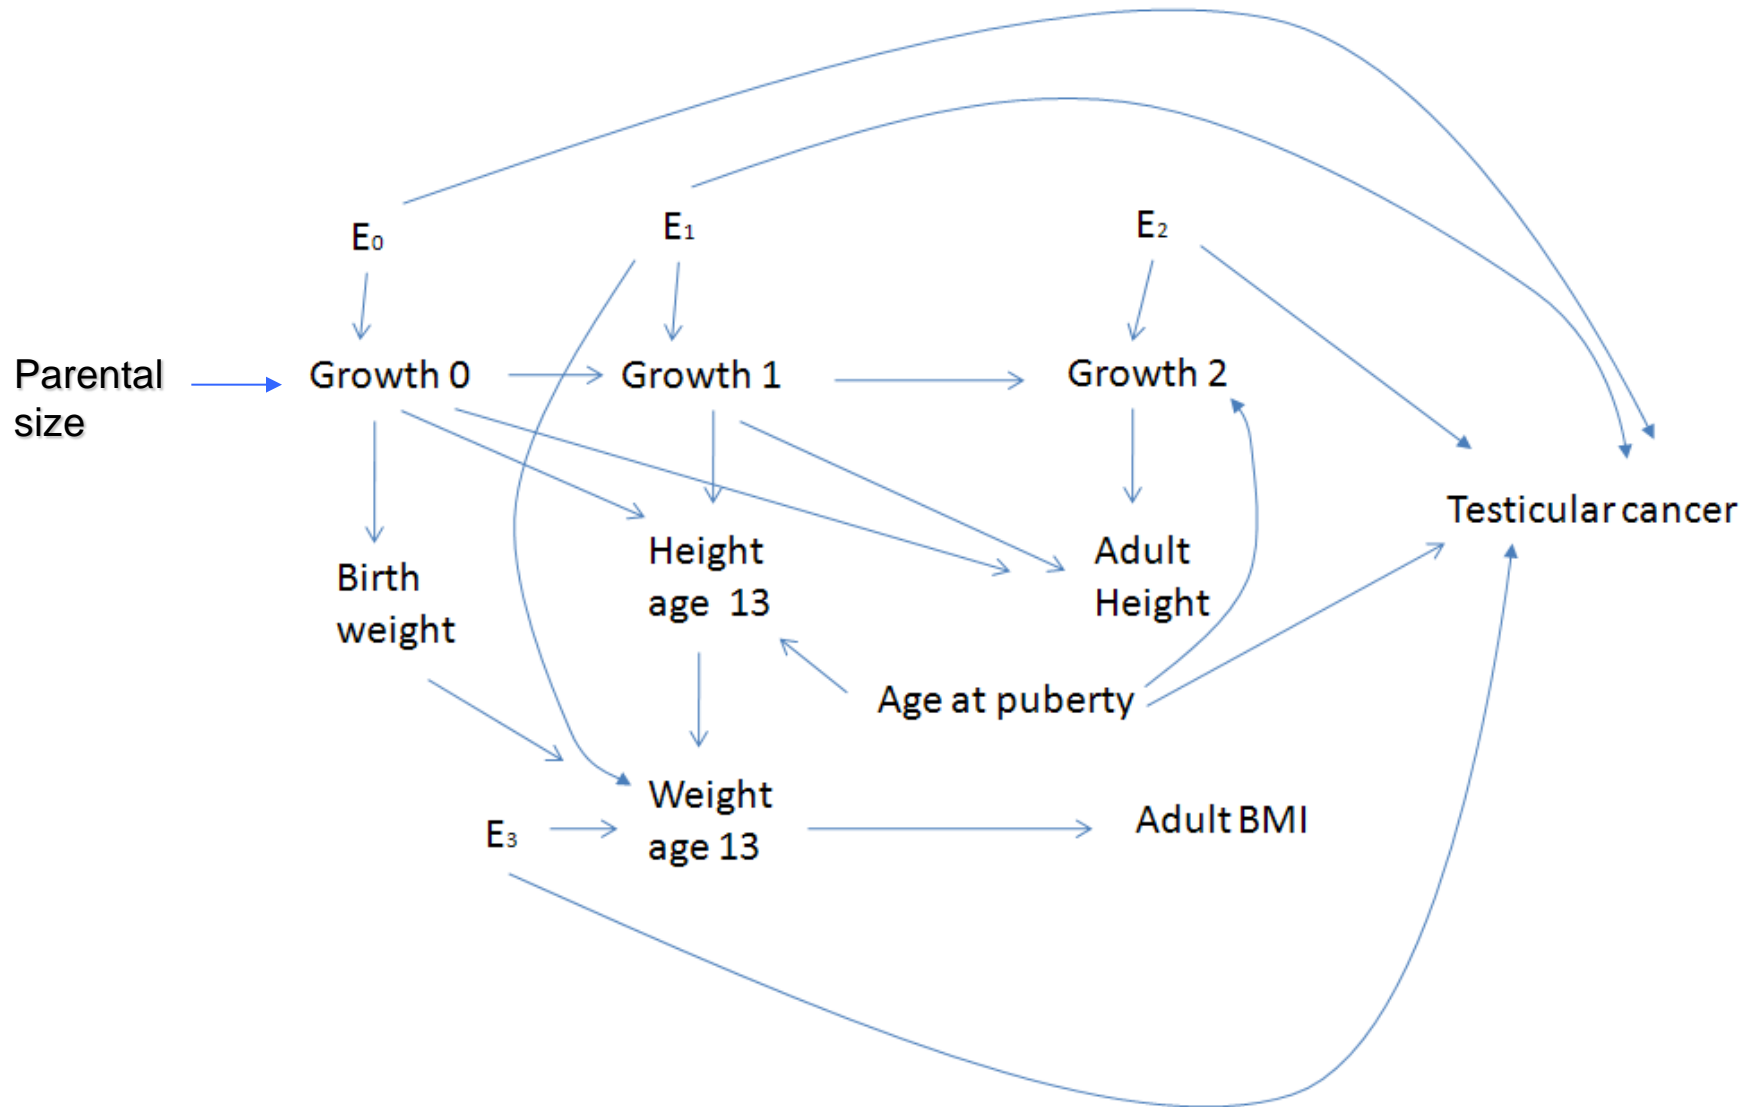 E0
E1
E2
Parental
size
Growth 0
Growth 1
Growth 2
Testicular cancer
Birth
weight
Height
age 13
Adult
Height
Age at puberty
Weight
age 13
E3
Adult BMI